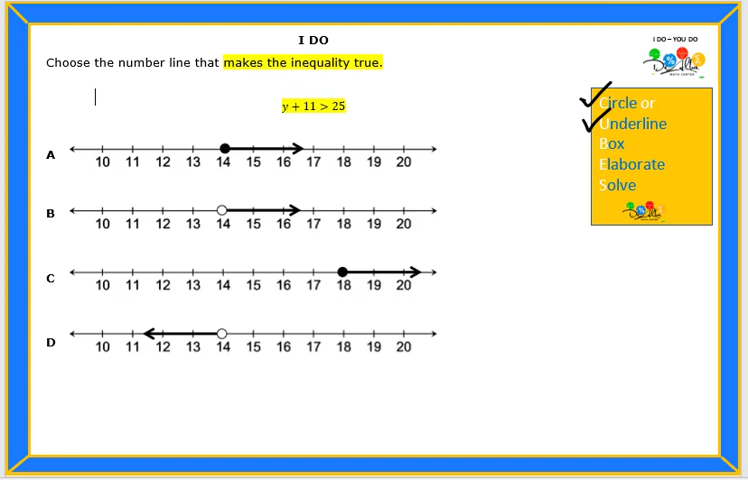 I DO
I DO – YOU DO
Choose the number line that makes the inequality true.
MATH CENTER
y + 11 > 25
Circle or
Underline
Box
Elaborate
Solve
A
10 11 12 13 14 15 16 17 18 19 20
B
10 11 12 13 14 15 16 17 18 19 20
C
10 11 12 13 14 15 16 17 18 19 20
D
10 11 12 13 14 15 16 17 18 19 20